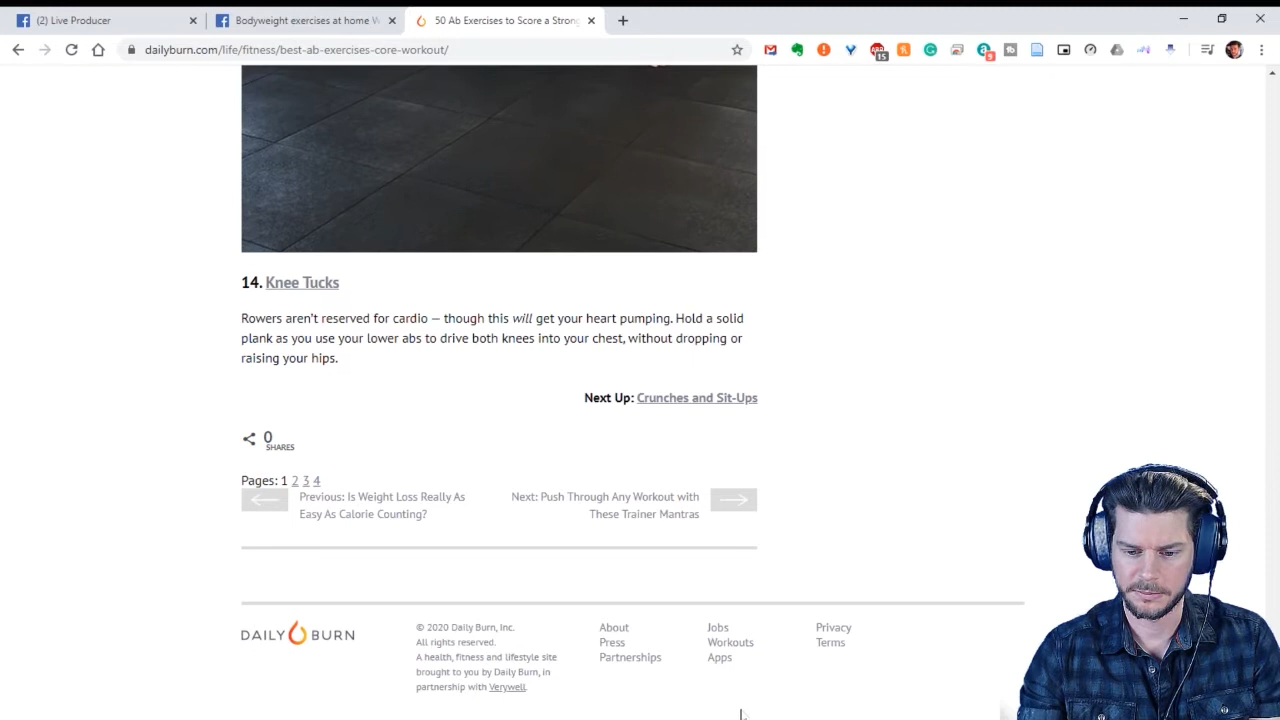 (2) Live Producer
Bodyweight exercises at home W
50 Ab Exercises to Score a Strong
dailyburn.com/life/fitness/best-ab-exercises-core-workout/
15
9
14. Knee Tucks
Rowers aren't reserved for cardio — though this will get your heart pumping. Hold a solid
plank as you use your lower abs to drive both knees into your chest, without dropping or
raising your hips.
Next Up: Crunches and Sit-Ups
0
SHARES
Pages: 1 2 3 4
Previous: Is Weight Loss Really As
Easy As Calorie Counting?
Next: Push Through Any Workout with
These Trainer Mantras
DAILY BURN
© 2020 Daily Burn, Inc.
All rights reserved.
A health, fitness and lifestyle site
brought to you by Daily Burn, in
partnership with Verywell.
About
Press
Partnerships
Jobs
Workouts
Apps
Privacy
Terms